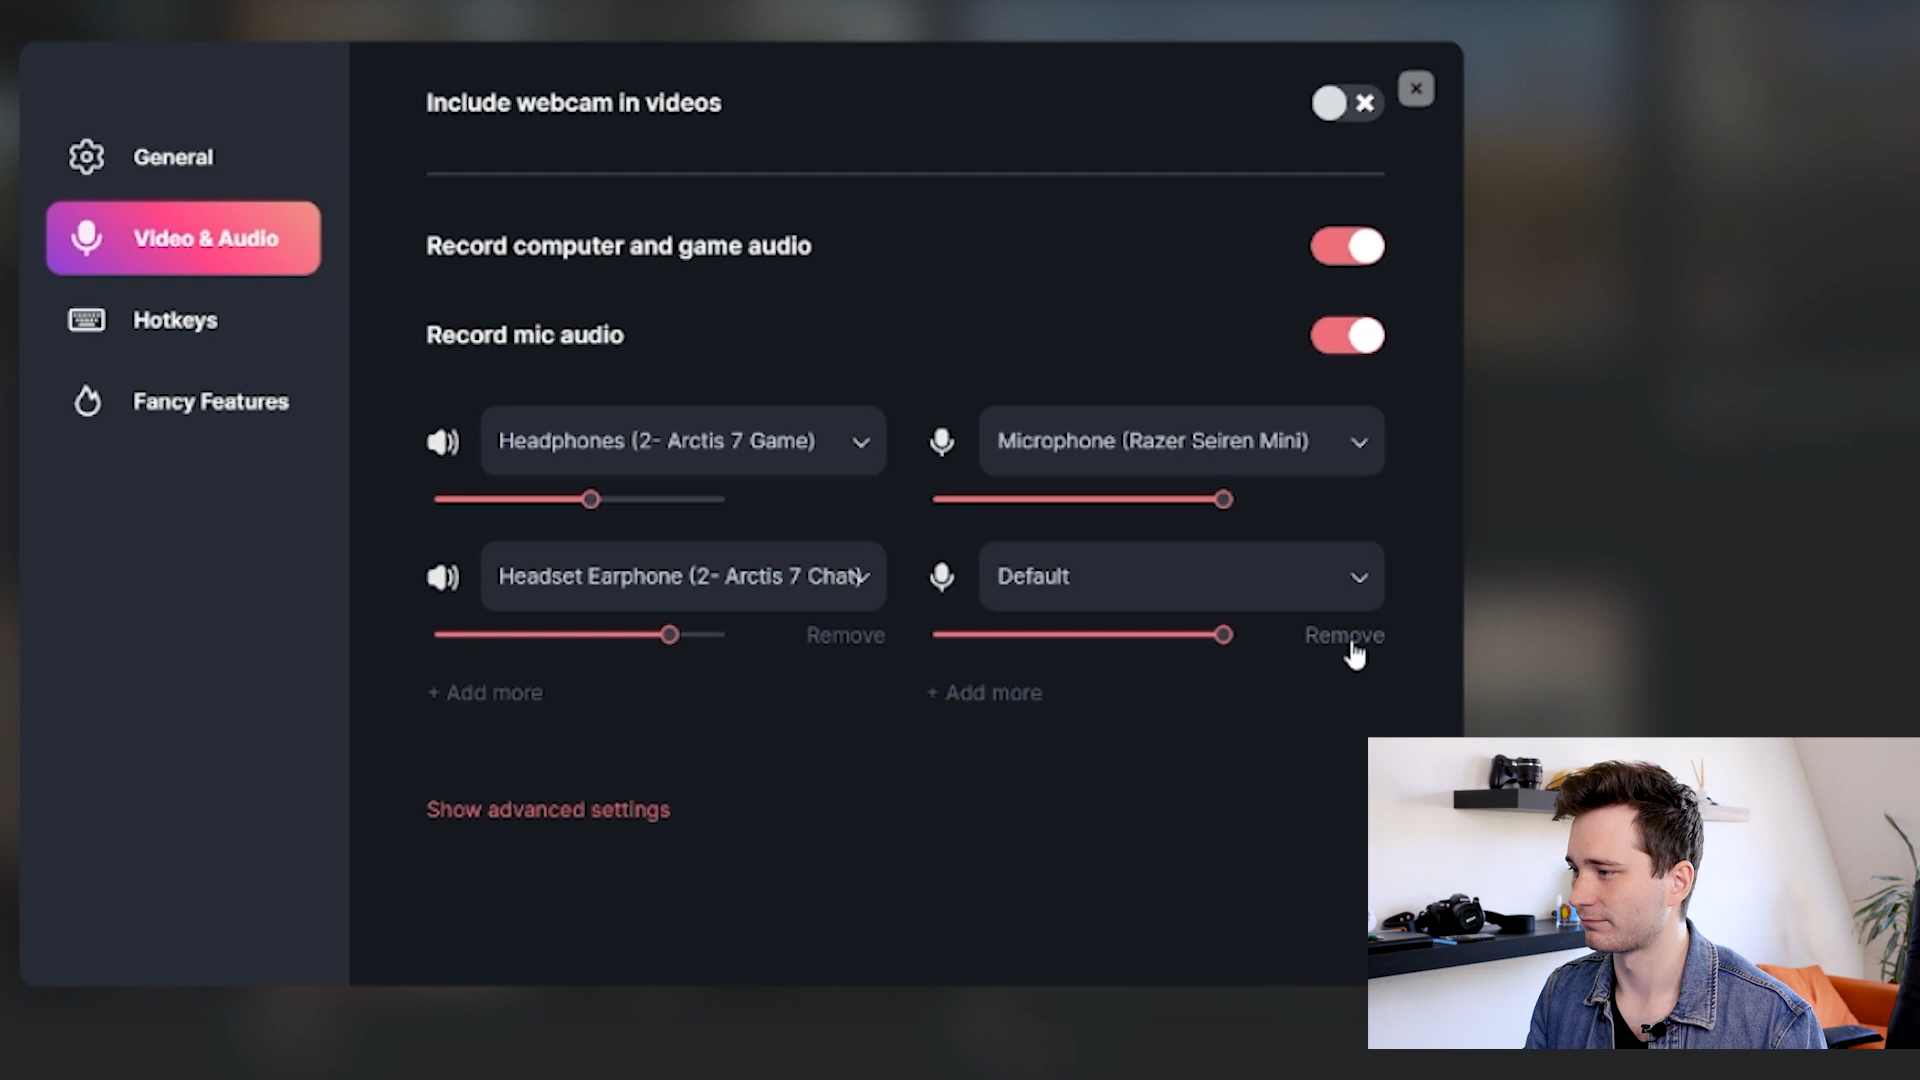 General
Video & Audio
Hotkeys
Fancy Features
Include webcam in videos
Record computer and game audio
Record mic audio
Headphones (2- Arctis 7 Game)
Microphone (Razer Seiren Mini)
Headset Earphone (2- Arctis 7 Chat)
Default
Remove
Remove
+ Add more
+ Add more
Show advanced settings